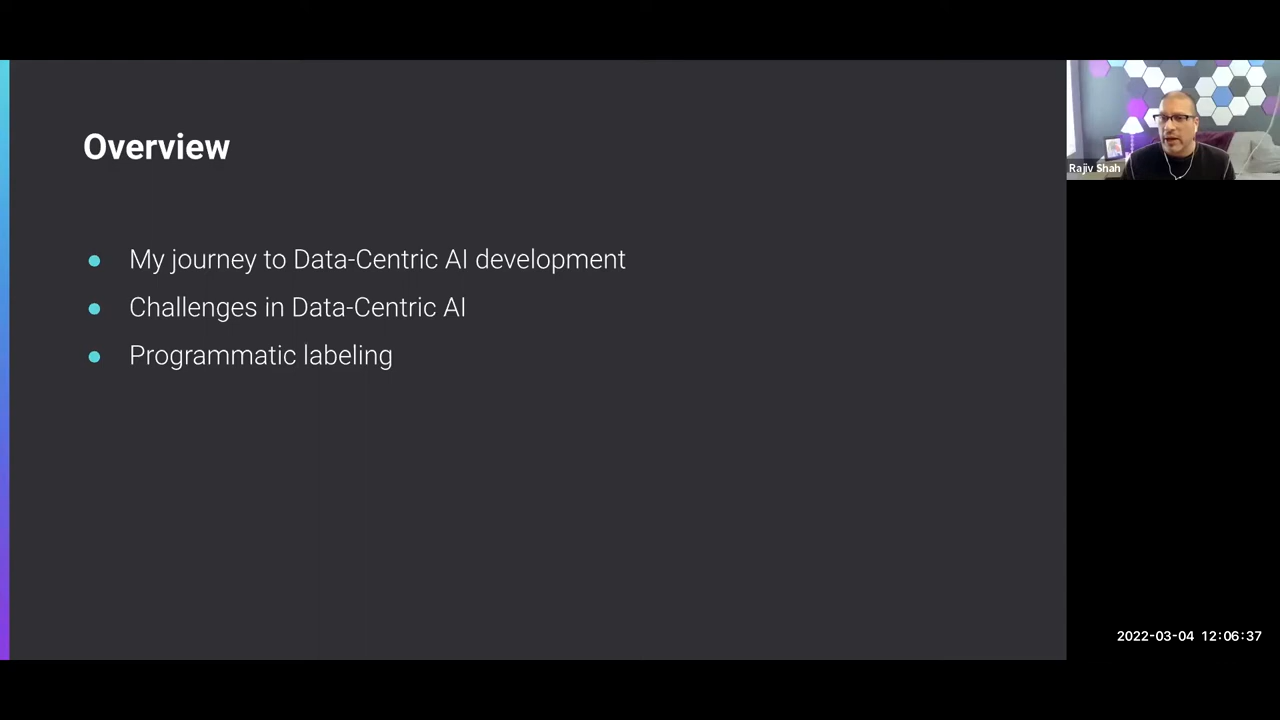 Overview
My journey to Data-Centric AI development
Challenges in Data-Centric AI
Programmatic labeling
Rajiv Shah
2022-03-04 12:06:37